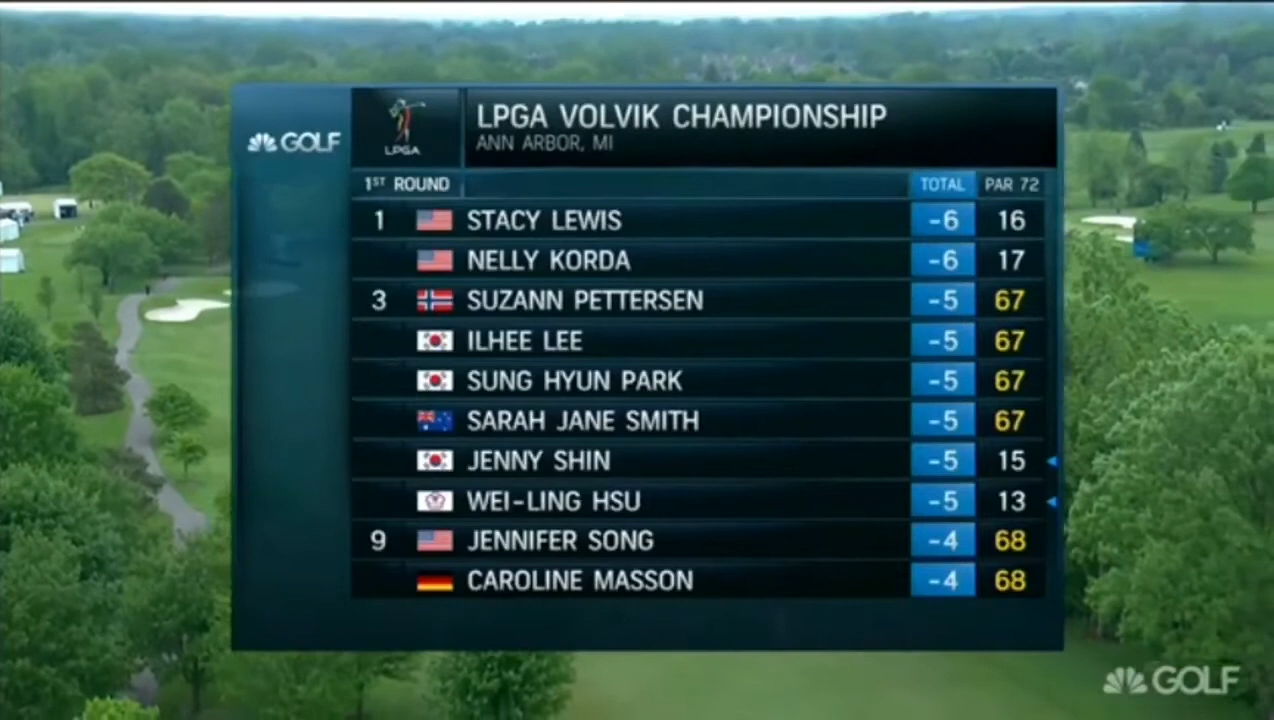 GOLF
LPGA
LPGA VOLVIK CHAMPIONSHIP
ANN ARBOR, MI
1ST ROUND TOTAL PAR 72
1 STACY LEWIS -6 16
NELLY KORDA -6 17
3 SUZANN PETTERSEN -5 67
ILHEE LEE -5 67
SUNG HYUN PARK -5 67
SARAH JANE SMITH -5 67
JENNY SHIN -5 15
WEI-LING HSU -5 13
9 JENNIFER SONG -4 68
CAROLINE MASSON -4 68
GOLF